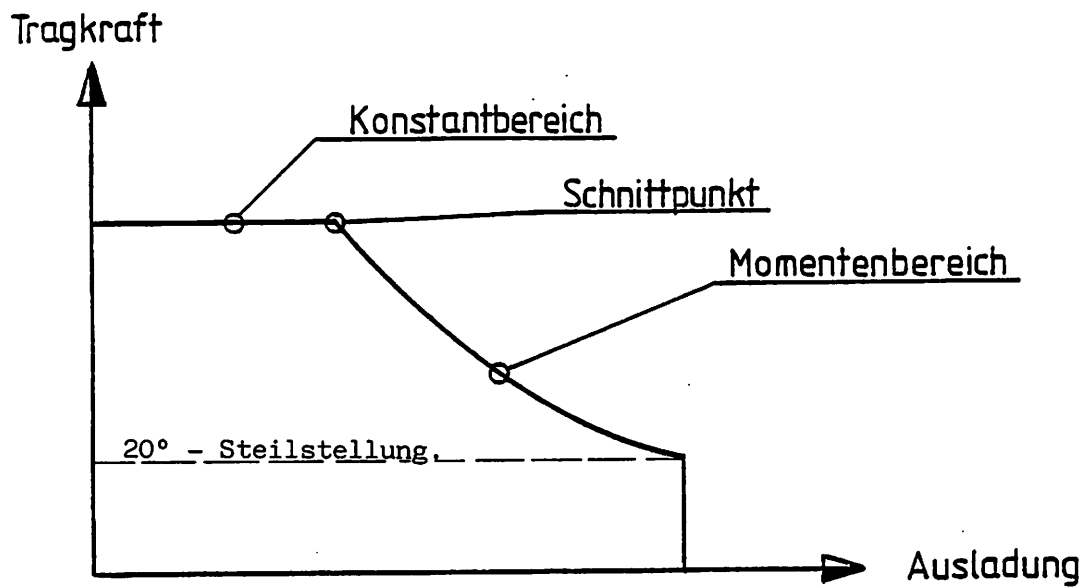 Tragkraft
Konstantbereich
Schnittpunkt
Momentenbereich
20° - Steilstellung.
Ausladung